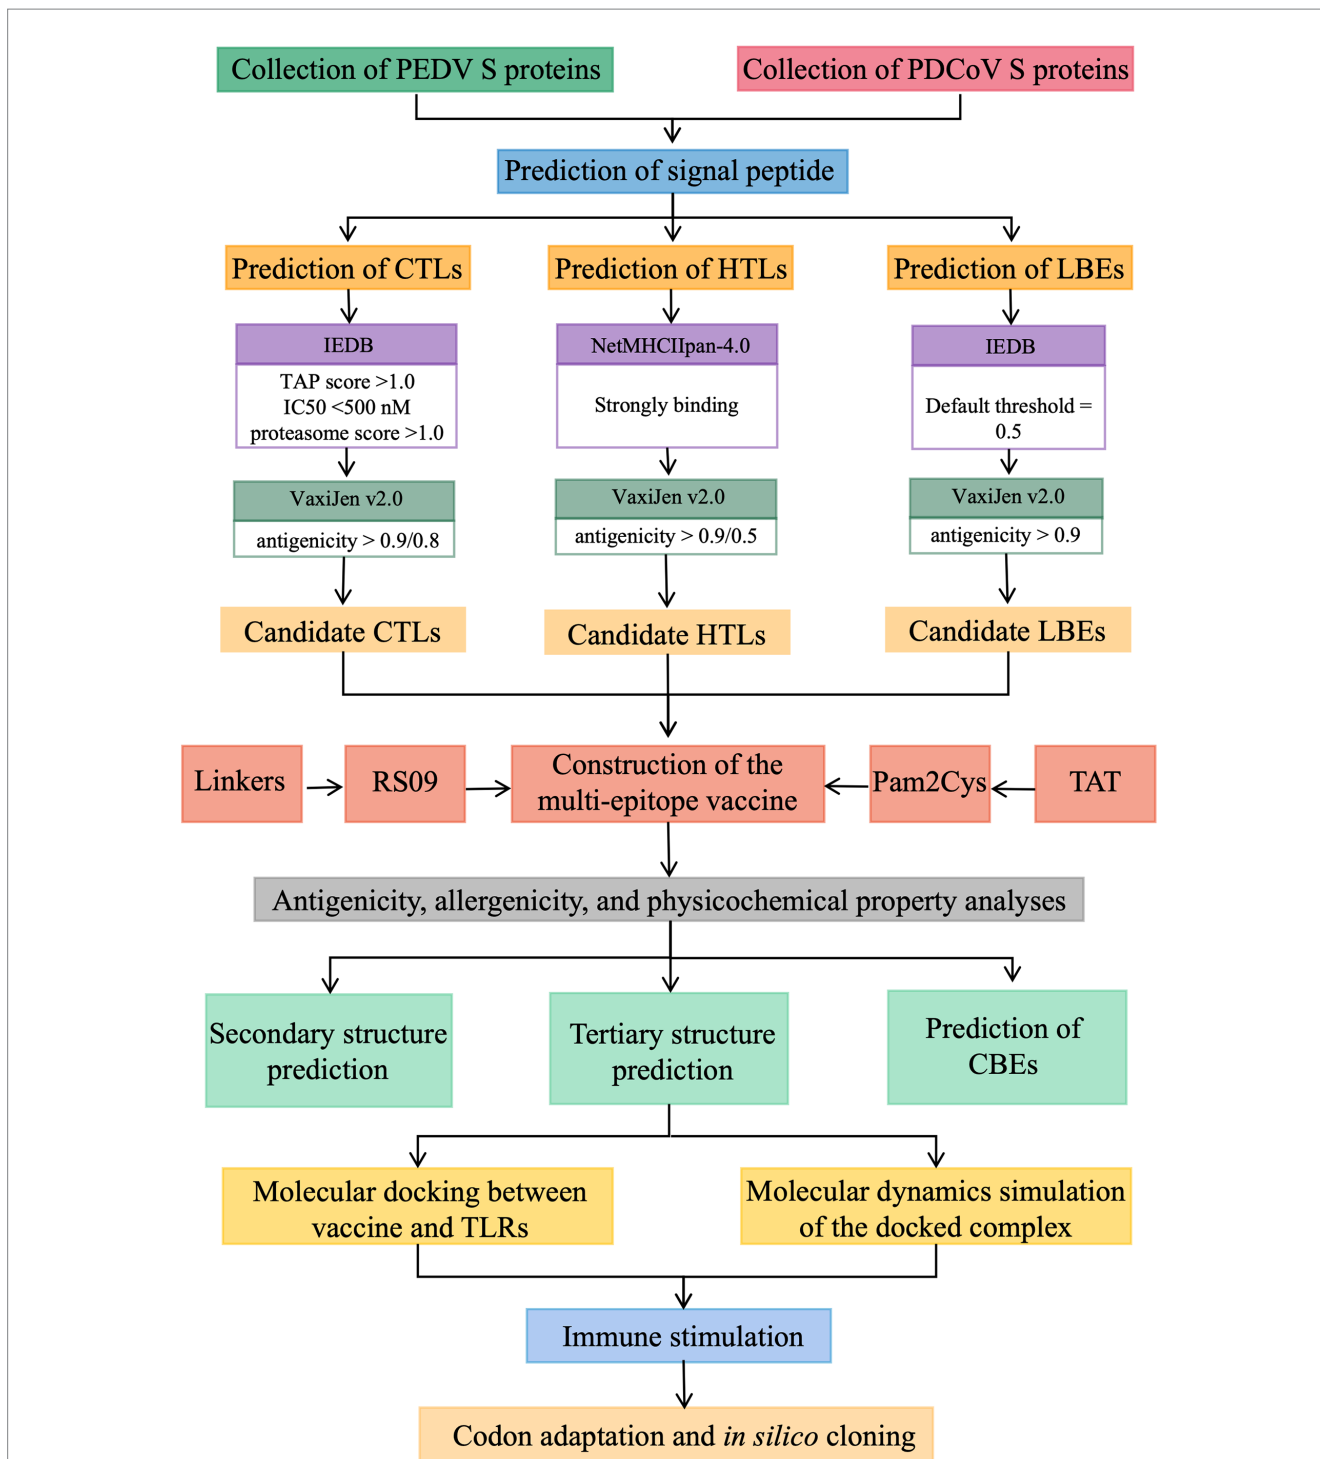 Collection of PEDV S proteins
Collection of PDCoV S proteins
Prediction of signal peptide
Prediction of CTLs
Prediction of HTLs
Prediction of LBEs
IEDB
TAP score >1.0
IC50 <500 nM
proteasome score >1.0
NetMHCIIpan-4.0
Strongly binding
IEDB
Default threshold =
0.5
VaxiJen v2.0
antigenicity > 0.9/0.8
VaxiJen v2.0
antigenicity > 0.9/0.5
VaxiJen v2.0
antigenicity > 0.9
Candidate CTLs
Candidate HTLs
Candidate LBEs
Linkers
RS09
Construction of the
multi-epitope vaccine
Pam2Cys
TAT
Antigenicity, allergenicity, and physicochemical property analyses
Secondary structure
prediction
Tertiary structure
prediction
Prediction of
CBEs
Molecular docking between
vaccine and TLRs
Molecular dynamics simulation
of the docked complex
Immune stimulation
Codon adaptation and in silico cloning